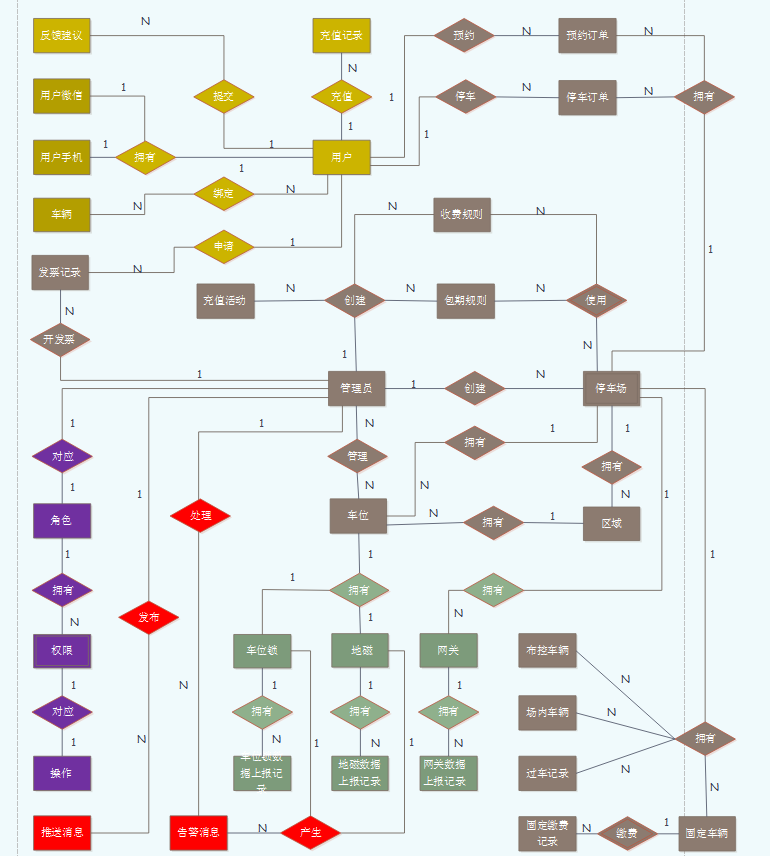 反馈建议
N
充值记录
预约
N
预约订单
N
用户微信
1
提交
N
充值
1
停车
N
停车订单
N
拥有
用户手机
1
拥有
1
1
用户
1
车辆
N
绑定
1
N
收费规则
N
N
发票记录
N
申请
1
1
充值活动
N
创建
N
包期规则
N
使用
N
开发票
1
1
N
管理员
1
创建
N
停车场
1
1
N
拥有
1
1
对应
管理
拥有
1
N
N
N
1
处理
车位
N
拥有
1
区域
角色
1
1
1
拥有
1
拥有
拥有
N
发布
1
N
权限
车位锁
地磁
网关
布控车辆
1
N
1
1
1
N
对应
拥有
拥有
拥有
场内车辆
N
拥有
1
N
N
1
N
1
N
操作
车位锁数
据上报记
录
地磁数据
上报记录
网关数据
上报记录
过车记录
N
N
推送消息
告警消息
N
产生
固定缴费
记录
N
缴费
1
固定车辆